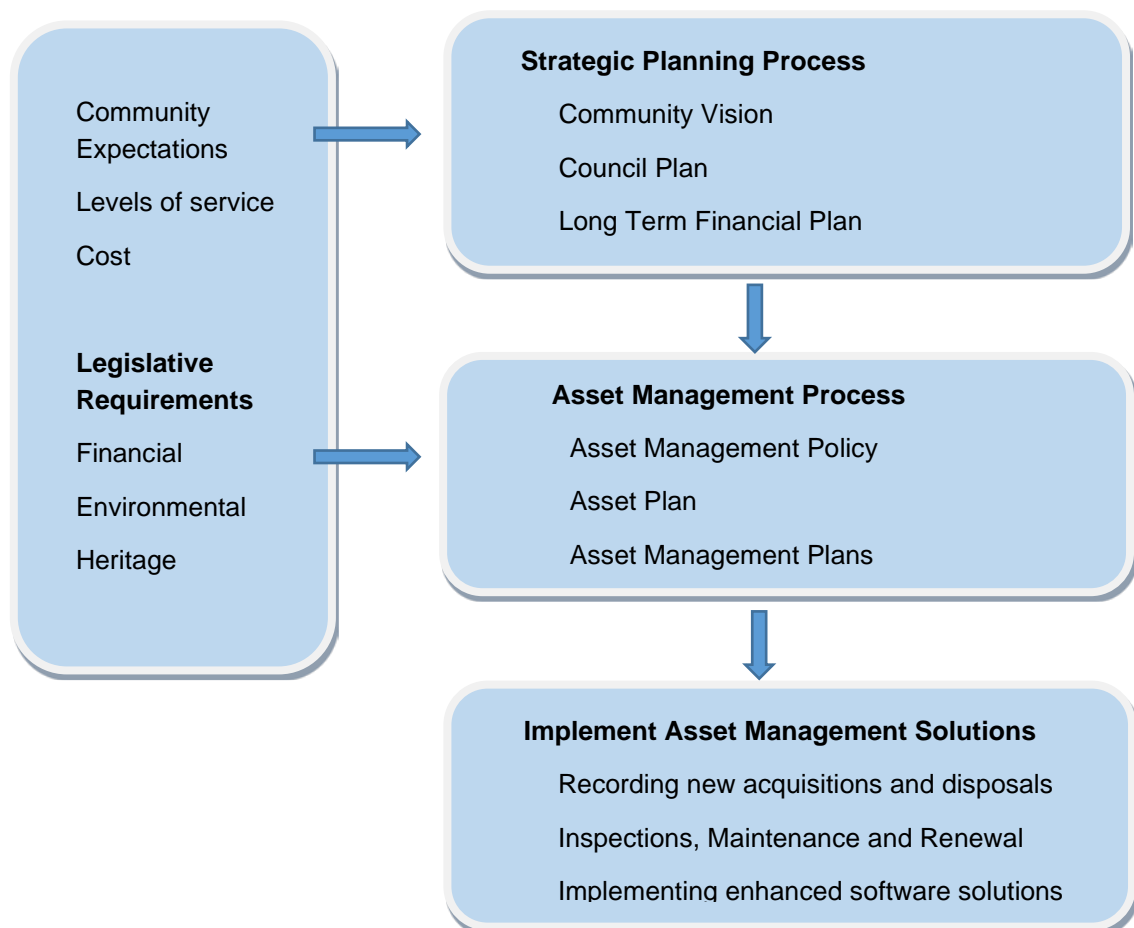 Community
Expectations
Levels of service
Cost
Legislative
Requirements
Financial
Environmental
Heritage
Strategic Planning Process
Community Vision
Council Plan
Long Term Financial Plan
Asset Management Process
Asset Management Policy
Asset Plan
Asset Management Plans
Implement Asset Management Solutions
Recording new acquisitions and disposals
Inspections, Maintenance and Renewal
Implementing enhanced software solutions